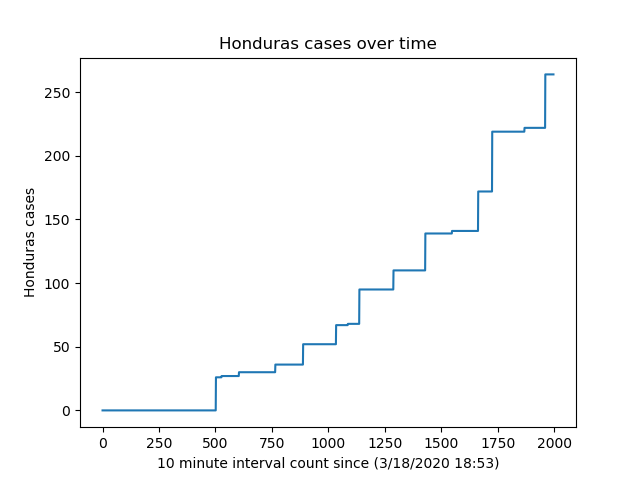 Honduras cases over time
Honduras cases
250
200
150
100
50
0
0 250 500 750 1000 1250 1500 1750 2000
10 minute interval count since (3/18/2020 18:53)